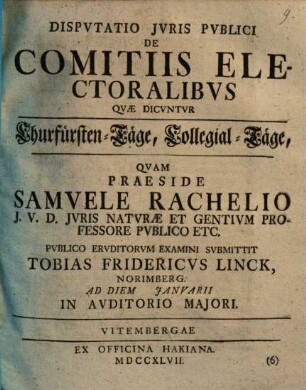 9.
DISPVTATIO JVRIS PVBLICI
DE
COMITIIS ELE-
CTORALIBVS
QVÆ DICVNTVR
Churfürsten-Täge, Collegial-Täge,
QVAM
PRAESIDE
SAMVELE RACHELIO
J. V. D. JVRIS NATVRÆ ET GENTIVM PRO-
FESSORE PVBLICO ETC.
PVBLICO ERVDITORVM EXAMINI SVBMITTIT
TOBIAS FRIDERICVS LINCK,
NORIMBERG.
AD DIEM JANVARII
IN AVDITORIO MAJORI.
VITEMBERGAE
EX OFFICINA HAKIANA.
MDCCXLVII.
(6)